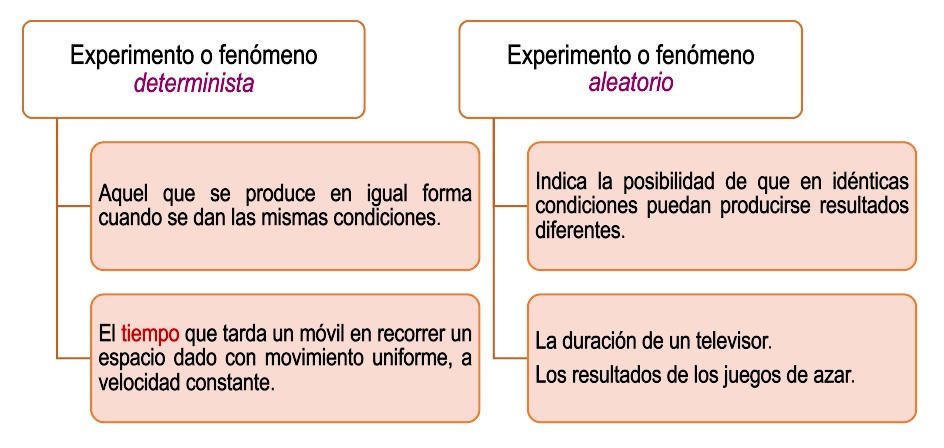 Experimento o fenómeno
determinista
Aquel que se produce en igual forma
cuando se dan las mismas condiciones.
El tiempo que tarda un móvil en recorrer un
espacio dado con movimiento uniforme, a
velocidad constante.
Experimento o fenómeno
aleatorio
Indica la posibilidad de que en idénticas
condiciones puedan producirse resultados
diferentes.
La duración de un televisor.
Los resultados de los juegos de azar.